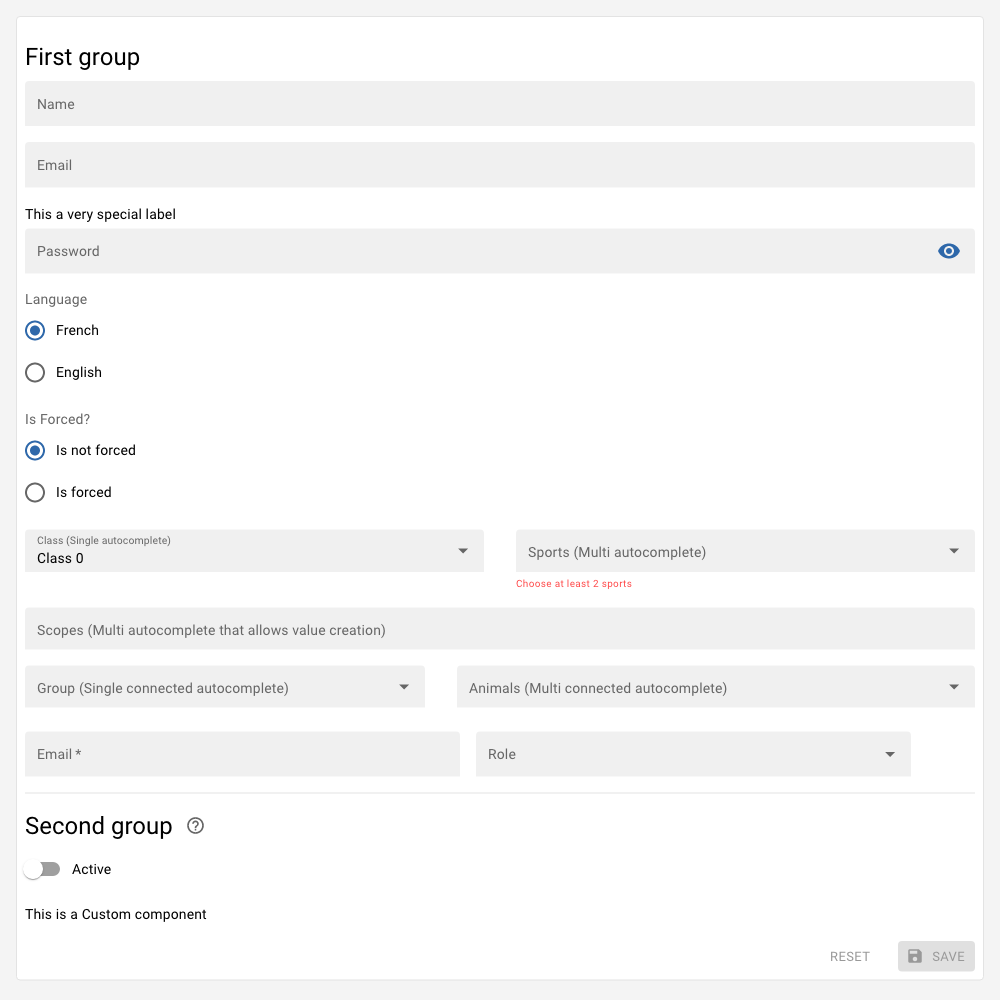 First group
Name
Email
This a very special label
Password
Language
French
English
Is Forced?
Is not forced
Is forced
Class (Single autocomplete)
Class 0
Sports (Multi autocomplete)
Choose at least 2 sports
Scopes (Multi autocomplete that allows value creation)
Group (Single connected autocomplete)
Animals (Multi connected autocomplete)
Email *
Role
Second group
Active
This is a Custom component
RESET
SAVE